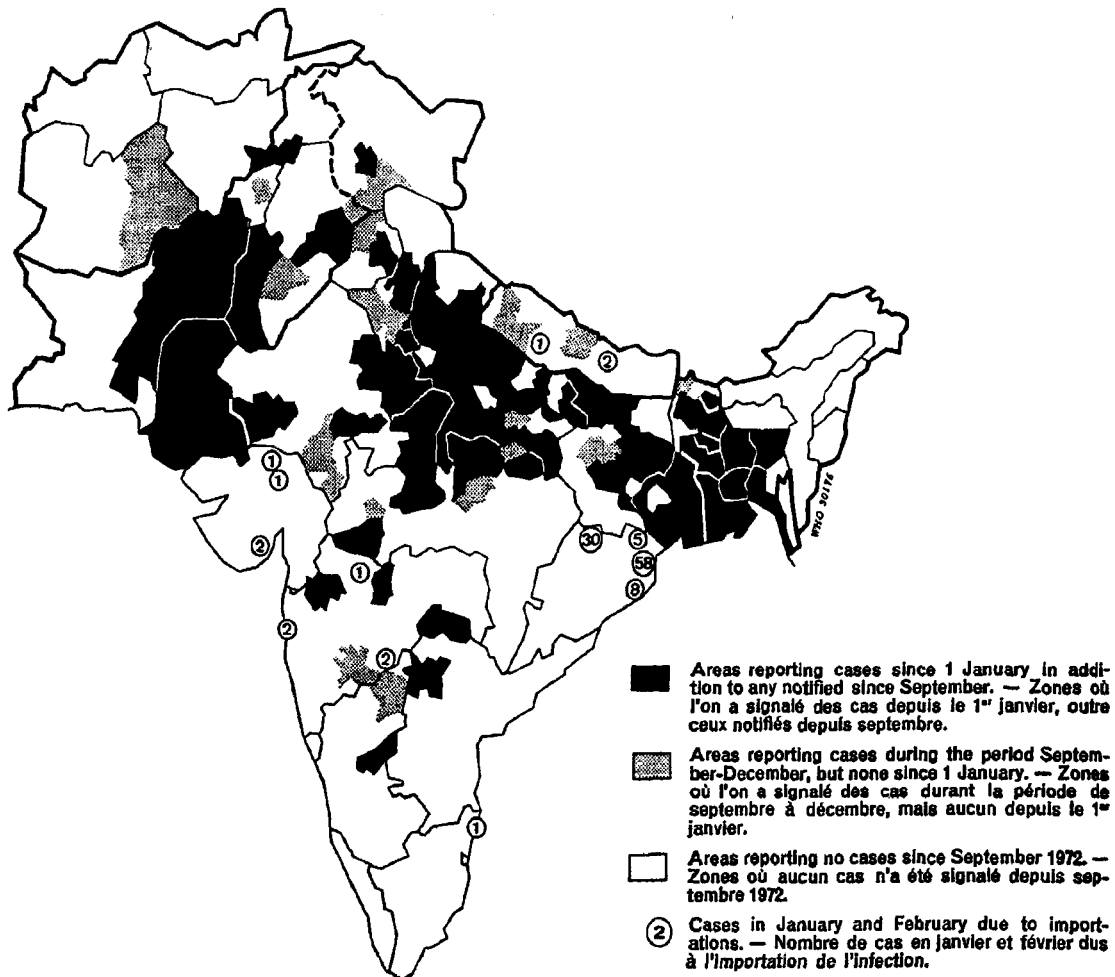 1
2
1
1
2
1
2
2
30
5
58
8
1
WHO 30176
Areas reporting cases since 1 January in addi-
tion to any notified since September. — Zones où
l'on a signalé des cas depuis le 1er janvier, outre
ceux notifiés depuis septembre.
Areas reporting cases during the period Septem-
ber-December, but none since 1 January. — Zones
où l'on a signalé des cas durant la période de
septembre à décembre, mais aucun depuis le 1er
janvier.
Areas reporting no cases since September 1972. —
Zones où aucun cas n'a été signalé depuis sep-
tembre 1972.
2
Cases in January and February due to import-
ations. — Nombre de cas en janvier et février dus
à l'importation de l'infection.